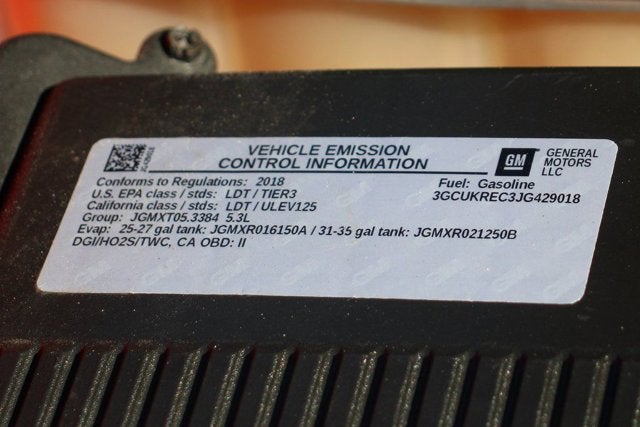 VEHICLE EMISSION
CONTROL INFORMATION
GM
GENERAL
MOTORS
LLC
Conforms to Regulations: 2018
Fuel: Gasoline
U.S. EPA class / stds: LDT / TIER3
3GCUKREC3JG429018
California class / stds: LDT / ULEV125
Group: JGMXT05.3384 5.3L
Evap: 25-27 gal tank: JGMXR016150A / 31-35 gal tank: JGMXR021250B
DGI/HO2S/TWC, CA OBD: II